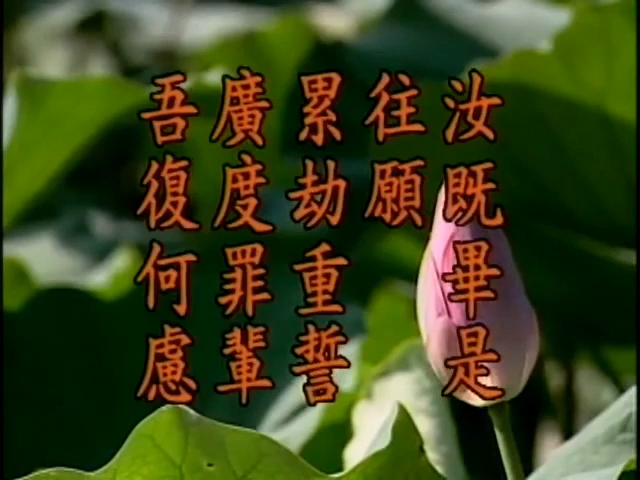 汝既畢是
往願
累劫重誓
廣度罪輩
吾復何慮